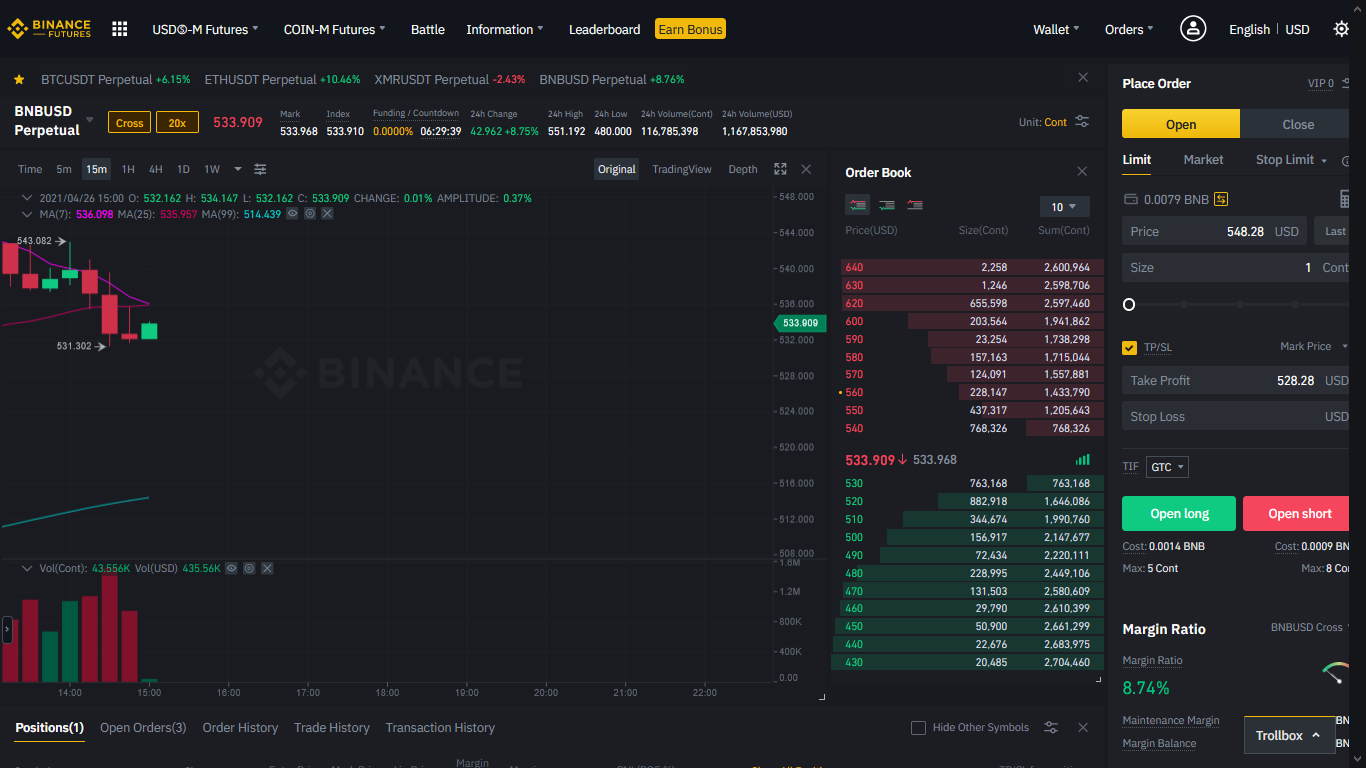 BINANCE
FUTURES
USDⓈ-M Futures COIN-M Futures Battle Information Leaderboard Earn Bonus
Wallet Orders English USD
BTCUSDT Perpetual +6.15% ETHUSDT Perpetual +10.46% XMRUSDT Perpetual -2.43% BNBUSD Perpetual +8.76%
BNBUSD
Perpetual
Cross 20x 533.909
Mark Index Funding / Countdown 24h Change 24h High 24h Low 24h Volume(Cont) 24h Volume(USD)
533.968 533.910 0.0000% 06:29:39 42.962 +8.75% 551.192 480.000 116,785,398 1,167,853,980
Unit: Cont
Time 5m 15m 1H 4H 1D 1W
Original TradingView Depth
2021/04/26 15:00 O: 532.162 H: 534.147 L: 532.162 C: 533.909 CHANGE: 0.01% AMPLITUDE: 0.37%
MA(7): 536.098 MA(25): 535.957 MA(99): 514.439
543.082
531.302
BINANCE
548.000
544.000
540.000
536.000
533.909
532.000
528.000
524.000
520.000
516.000
512.000
508.000
Vol(Cont): 43.556K Vol(USD) 435.56K
1.6M
1.2M
800K
400K
0.00
14:00 15:00 16:00 17:00 18:00 19:00 20:00 21:00 22:00
Order Book
10
Price(USD) Size(Cont) Sum(Cont)
640 2,258 2,600,964
630 1,246 2,598,706
620 655,598 2,597,460
600 203,564 1,941,862
590 23,254 1,738,298
580 157,163 1,715,044
570 124,091 1,557,881
560 228,147 1,433,790
550 437,317 1,205,643
540 768,326 768,326
533.909 533.968
530 763,168 763,168
520 882,918 1,646,086
510 344,674 1,990,760
500 156,917 2,147,677
490 72,434 2,220,111
480 228,995 2,449,106
470 131,503 2,580,609
460 29,790 2,610,399
450 50,900 2,661,299
440 22,676 2,683,975
430 20,485 2,704,460
Place Order
VIP 0
Open Close
Limit Market Stop Limit
0.0079 BNB
Price 548.28 USD Last
Size 1 Cont
TP/SL Mark Price
Take Profit 528.28 USD
Stop Loss USD
TIF GTC
Open long Open short
Cost: 0.0014 BNB Cost: 0.0009 BN
Max: 5 Cont Max: 8 Con
Margin Ratio BNBUSD Cross
Margin Ratio
8.74%
Maintenance Margin BN
Margin Balance BN
Trollbox
Positions(1) Open Orders(3) Order History Trade History Transaction History
Hide Other Symbols
Margin